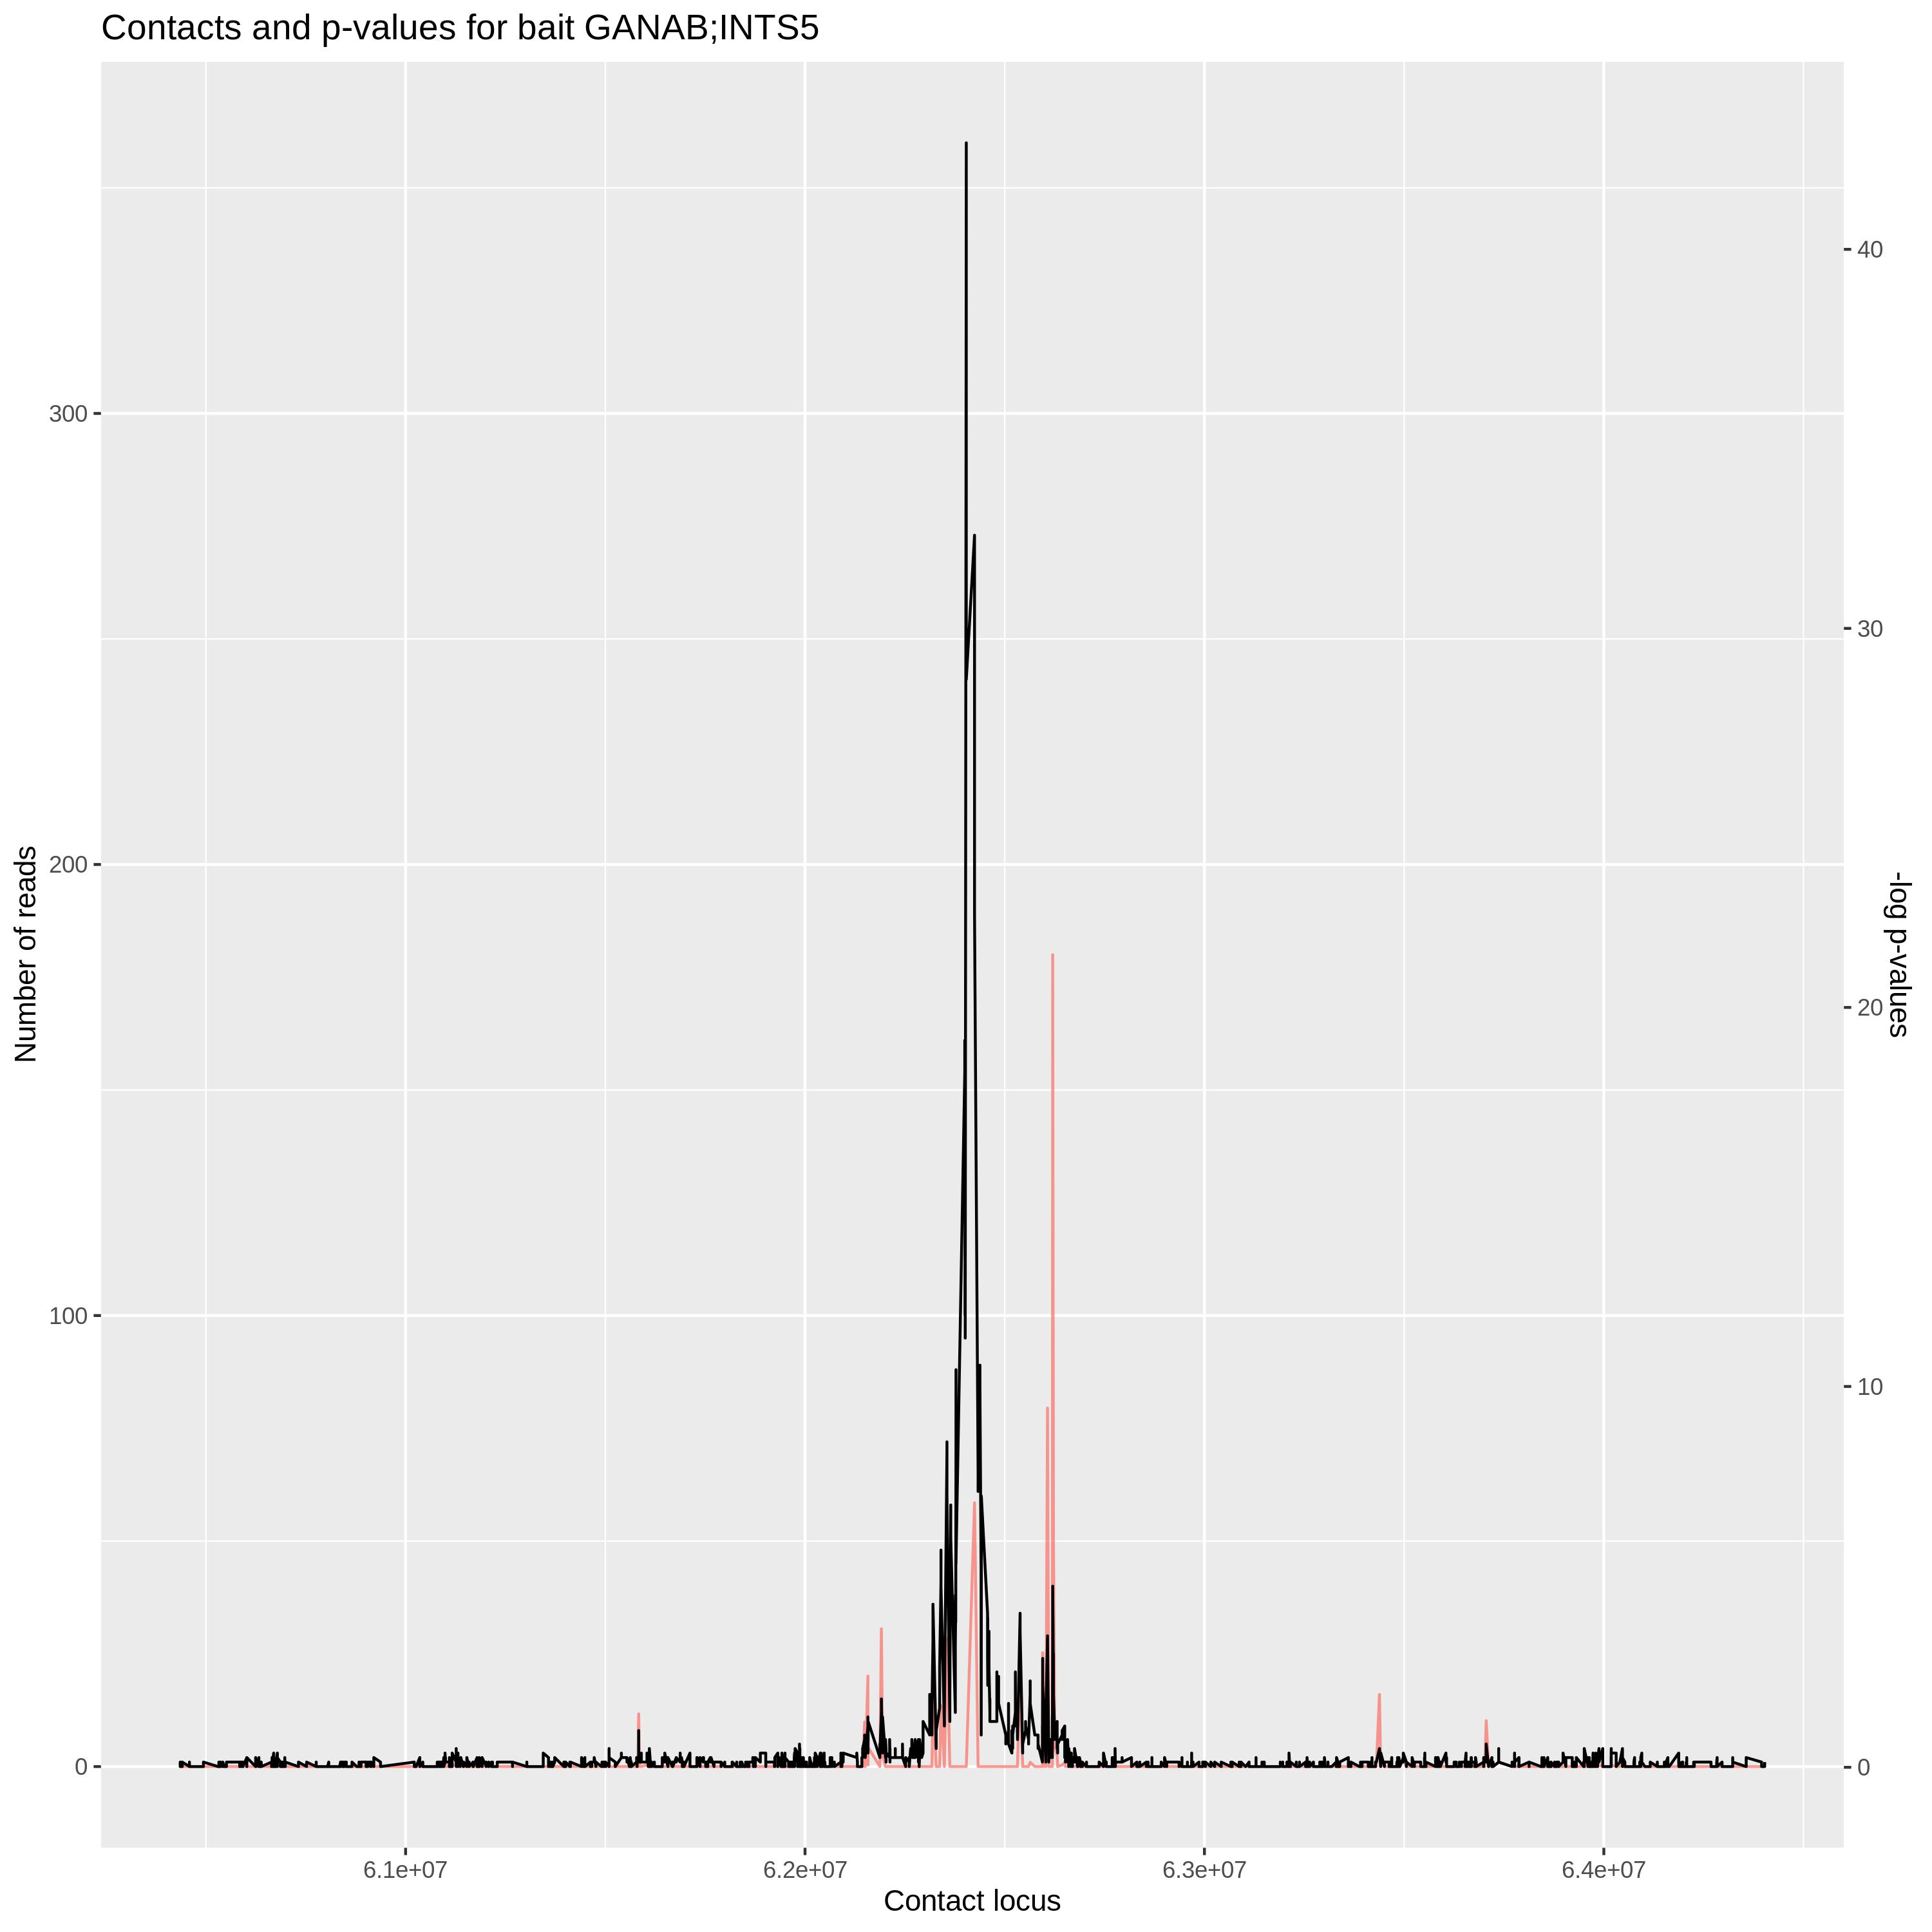 Contacts and p-values for bait GANAB;INTS5
Number of reads
300
200
100
0
40
30
20
10
0
-log p-values
6.1e+07
6.2e+07
6.3e+07
6.4e+07
Contact locus